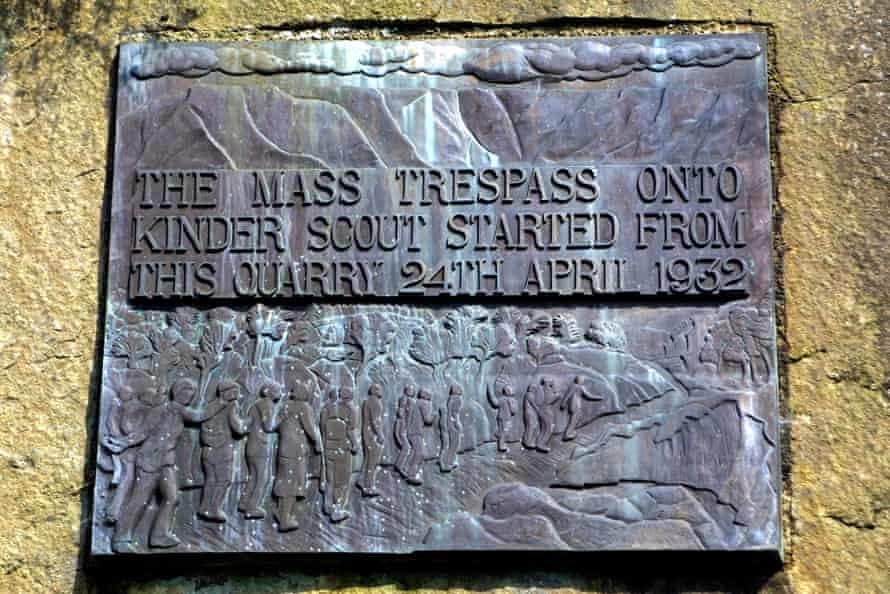 THE MASS TRESPASS ONTO
KINDER SCOUT STARTED FROM
THIS QUARRY 24TH APRIL 1932